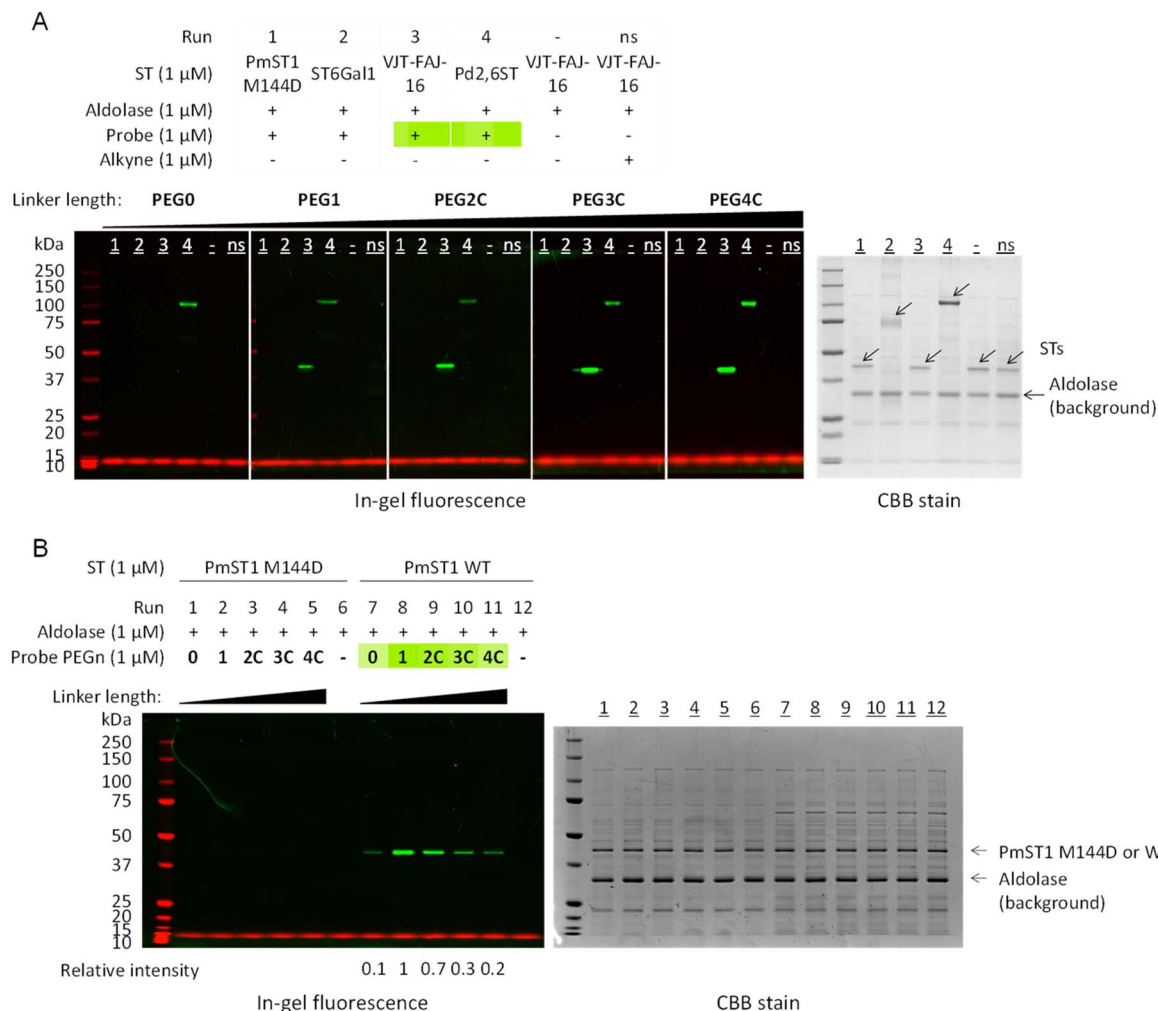 A
Run 1 2 3 4 - ns
ST (1 μM) PmST1 M144D ST6Gal1 VJT-FAJ-16 Pd2,6ST VJT-FAJ-16 VJT-FAJ-16
Aldolase (1 μM) + + + + + +
Probe (1 μM) + + + + - -
Alkyne (1 μM) - - - - - +
Linker length: PEG0 PEG1 PEG2C PEG3C PEG4C
kDa 1 2 3 4 - ns 1 2 3 4 - ns 1 2 3 4 - ns 1 2 3 4 - ns 1 2 3 4 - ns 1 2 3 4 - ns
250
150
100
75
50
37
25
20
15
10
STs
Aldolase
(background)
In-gel fluorescence CBB stain
B
ST (1 μM) PmST1 M144D PmST1 WT
Run 1 2 3 4 5 6 7 8 9 10 11 12
Aldolase (1 μM) + + + + + + + + + + + +
Probe PEGn (1 μM) 0 1 2C 3C 4C - 0 1 2C 3C 4C -
Linker length:
kDa 1 2 3 4 5 6 7 8 9 10 11 12
250
150
100
75
50
37
25
20
15
10
PmST1 M144D or W
Aldolase
(background)
Relative intensity 0.1 1 0.7 0.3 0.2
In-gel fluorescence CBB stain